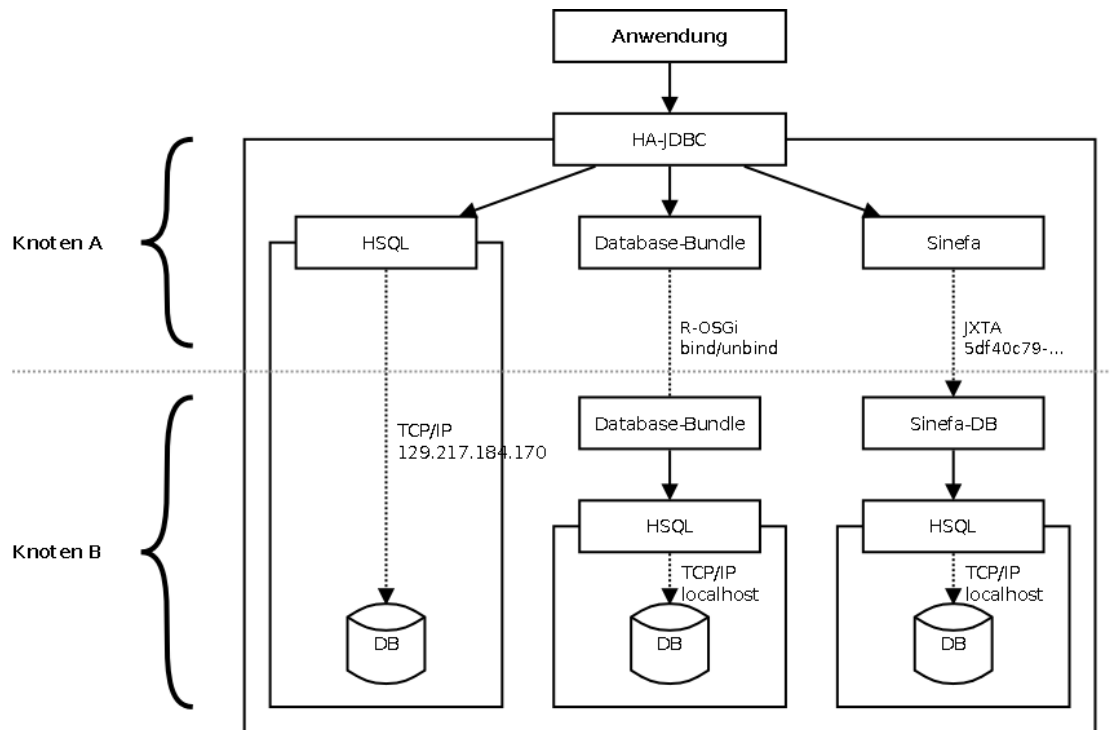 Anwendung
HA-JDBC
Knoten A
HSQL
Database-Bundle
Sinefa
R-OSGi
bind/unbind
JXTA
5df40c79-...
TCP/IP
129.217.184.170
Database-Bundle
Sinefa-DB
Knoten B
HSQL
HSQL
TCP/IP
localhost
TCP/IP
localhost
DB
DB
DB